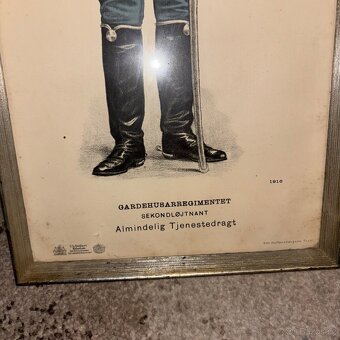 1910
GARDEHUSARREGIMENTET
SEKONDLØJTNANT
Almindelig Tjenestedragt